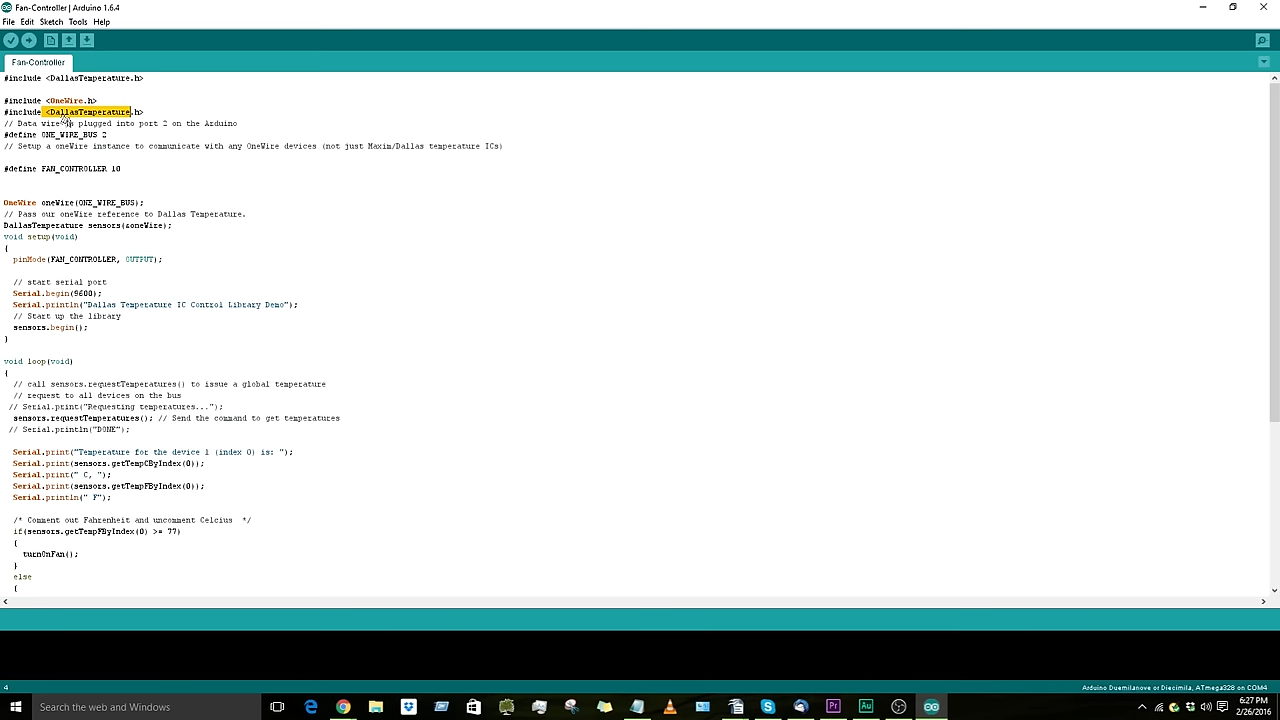 Fan-Controller | Arduino 1.6.4
File Edit Sketch Tools Help
Fan-Controller
#include <DallasTemperature.h>
#include <OneWire.h>
#include <DallasTemperature.h>
// Data wire is plugged into port 2 on the Arduino
#define ONE_WIRE_BUS 2
// Setup a oneWire instance to communicate with any OneWire devices (not just Maxim/Dallas temperature ICs)
#define FAN_CONTROLLER 10
OneWire oneWire(ONE_WIRE_BUS);
// Pass our oneWire reference to Dallas Temperature.
DallasTemperature sensors(&oneWire);
void setup(void)
{
pinMode(FAN_CONTROLLER, OUTPUT);
// start serial port
Serial.begin(9600);
Serial.println("Dallas Temperature IC Control Library Demo");
// Start up the library
sensors.begin();
}
void loop(void)
{
// call sensors.requestTemperatures() to issue a global temperature
// request to all devices on the bus
// Serial.print("Requesting temperatures...");
sensors.requestTemperatures(); // Send the command to get temperatures
// Serial.println("DONE");
Serial.print("Temperature for the device 1 (index 0) is: ");
Serial.print(sensors.getTempCByIndex(0));
Serial.print(" C, ");
Serial.print(sensors.getTempFByIndex(0));
Serial.println(" F");
/* Comment out Fahrenheit and uncomment Celcius */
if(sensors.getTempFByIndex(0) >= 77)
{
turnOnFan();
}
else
{
4
Arduino Duemilanove or Diecimila, ATmega328 on COM4
Search the web and Windows
6:27 PM
2/26/2016